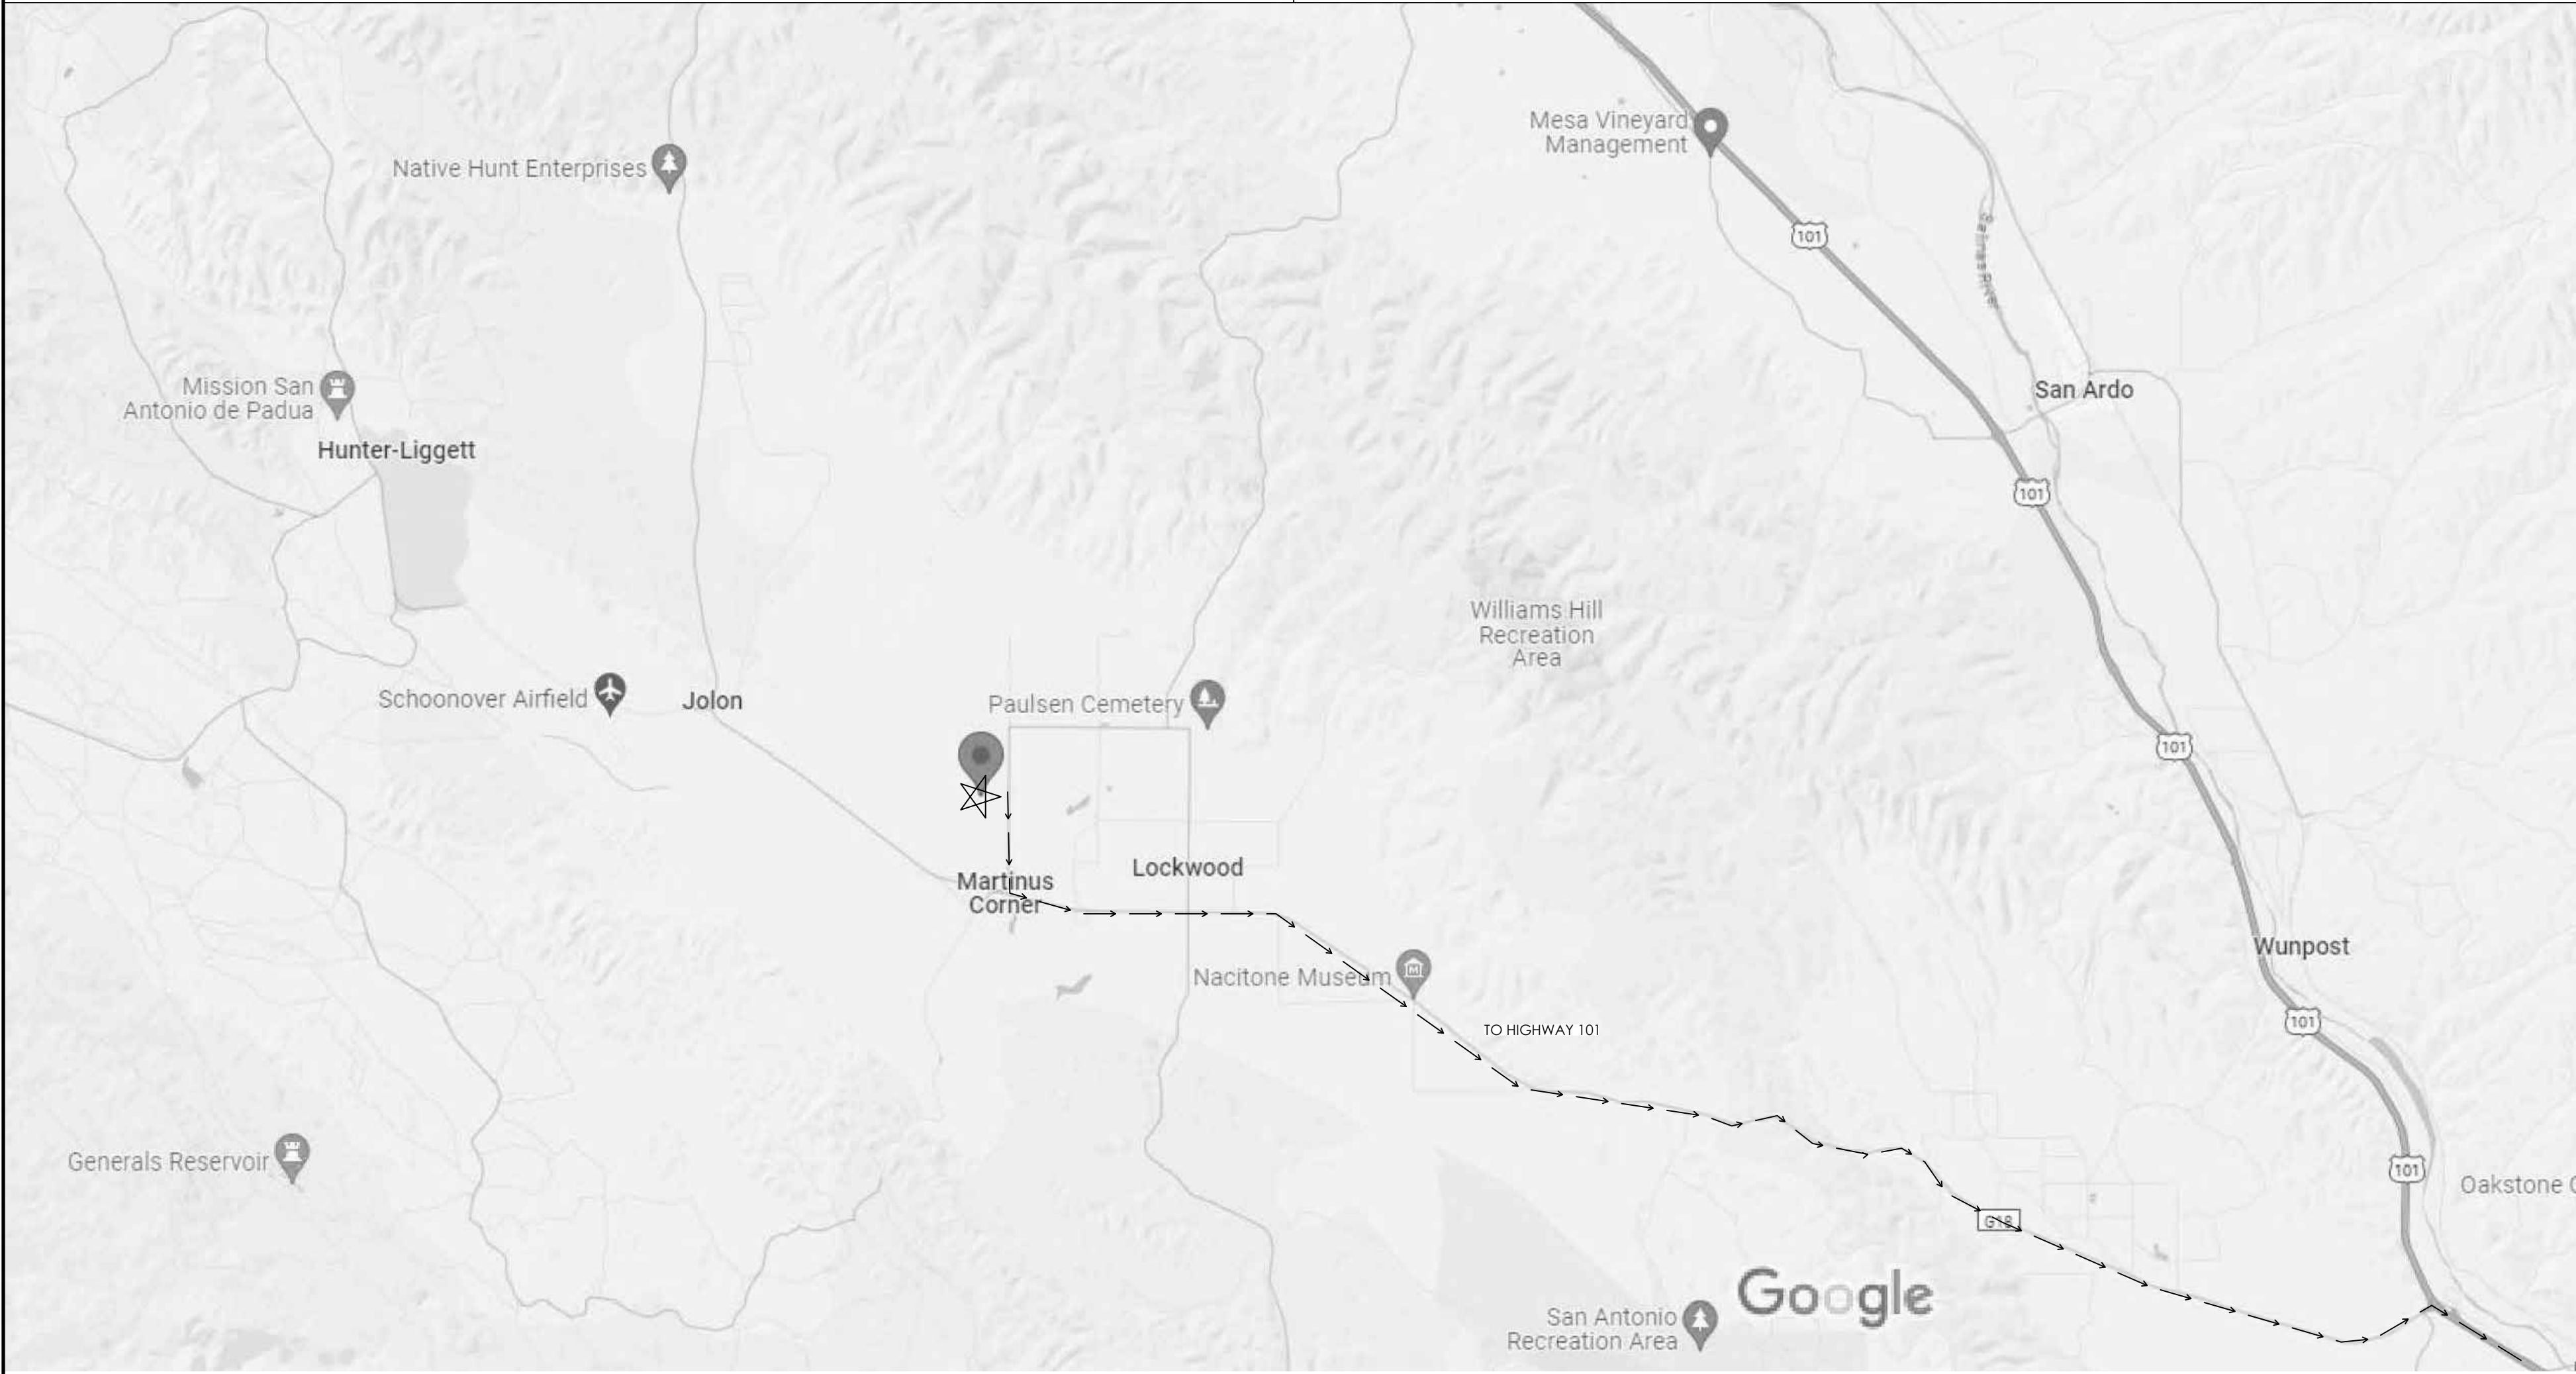 Mesa Vineyard
Management
Native Hunt Enterprises
101
Salinas River
Mission San
Antonio de Padua
San Ardo
Hunter-Liggett
101
Williams Hill
Recreation
Area
Schoonover Airfield
Jolon
Paulsen Cemetery
101
Lockwood
Martinus
Corner
Wunpost
Nacitone Museum
101
TO HIGHWAY 101
Generals Reservoir
101
Oakstone
G18
Google
San Antonio
Recreation Area